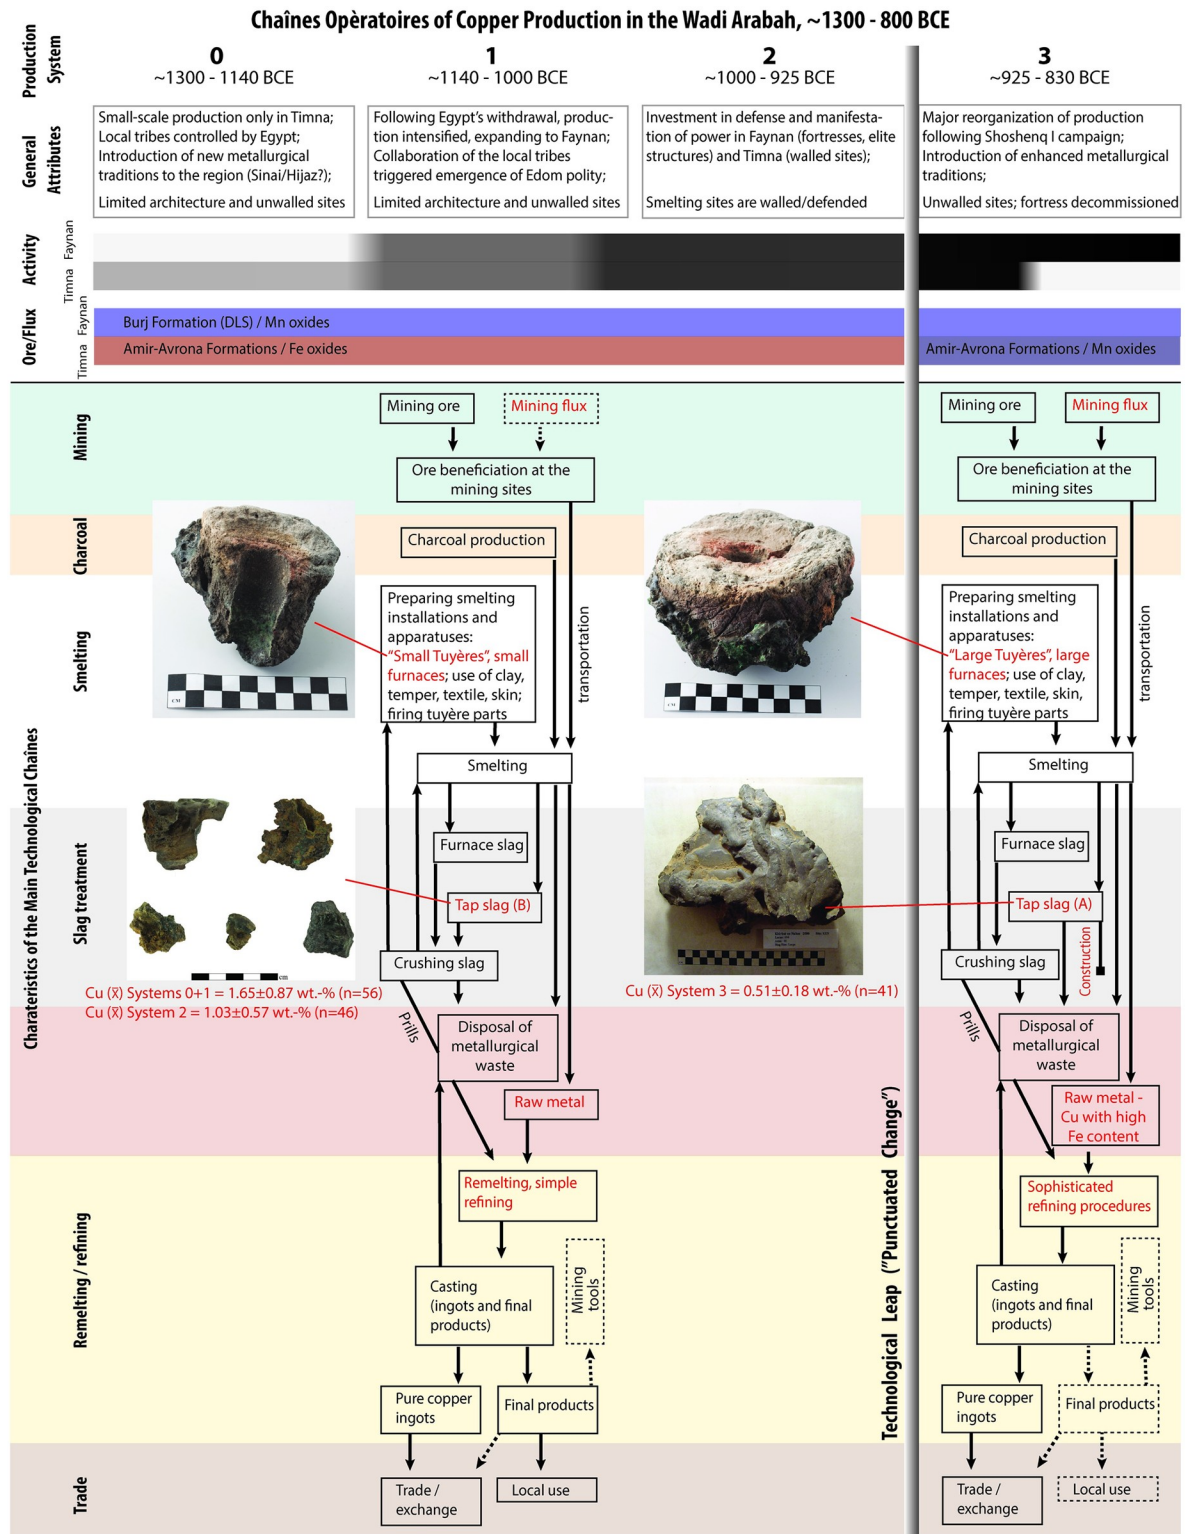 Chaînes Opèratoires of Copper Production in the Wadi Arabah, ~1300 - 800 BCE
Production
System
0
~1300 - 1140 BCE
1
~1140 - 1000 BCE
2
~1000 - 925 BCE
3
~925 - 830 BCE
General
Attributes
Small-scale production only in Timna;
Local tribes controlled by Egypt;
Introduction of new metallurgical
traditions to the region (Sinai/Hijaz?);
Limited architecture and unwalled sites
Following Egypt's withdrawal, produc-
tion intensified, expanding to Faynan;
Collaboration of the local tribes
triggered emergence of Edom polity;
Limited architecture and unwalled sites
Investment in defense and manifesta-
tion of power in Faynan (fortresses, elite
structures) and Timna (walled sites);
Smelting sites are walled/defended
Major reorganization of production
following Shoshenq I campaign;
Introduction of enhanced metallurgical
traditions;
Unwalled sites; fortress decommissioned
Activity
Faynan
Timna
Ore/Flux
Faynan
Timna
Burj Formation (DLS) / Mn oxides
Amir-Avrona Formations / Fe oxides
Amir-Avrona Formations / Mn oxides
Charateristics of the Main Technological Chaînes
Mining
Mining ore
Mining flux
Ore beneficiation at the
mining sites
Mining ore
Mining flux
Ore beneficiation at the
mining sites
Charcoal
Charcoal production
Charcoal production
Smelting
CM
Preparing smelting
installations and
apparatuses:
"Small Tuyères", small
furnaces; use of clay,
temper, textile, skin;
firing tuyère parts
transportation
Smelting
CM
Preparing smelting
installations and
apparatuses:
"Large Tuyères", large
furnaces; use of clay,
temper, textile, skin,
firing tuyère parts
transportation
Smelting
Slag treatment
cm
Furnace slag
Tap slag (B)
Crushing slag
Cu (x̄) Systems 0+1 = 1.65±0.87 wt.-% (n=56)
Cu (x̄) System 2 = 1.03±0.57 wt.-% (n=46)
Prills
Disposal of
metallurgical
waste
Raw metal
Furnace slag
Tap slag (A)
Construction
Crushing slag
Cu (x̄) System 3 = 0.51±0.18 wt.-% (n=41)
Prills
Disposal of
metallurgical
waste
Raw metal -
Cu with high
Fe content
Technological Leap ("Punctuated Change")
Remelting / refining
Remelting, simple
refining
Casting
(ingots and final
products)
Mining
tools
Pure copper
ingots
Final products
Sophisticated
refining procedures
Casting
(ingots and final
products)
Mining
tools
Pure copper
ingots
Final products
Trade
Trade /
exchange
Local use
Trade /
exchange
Local use